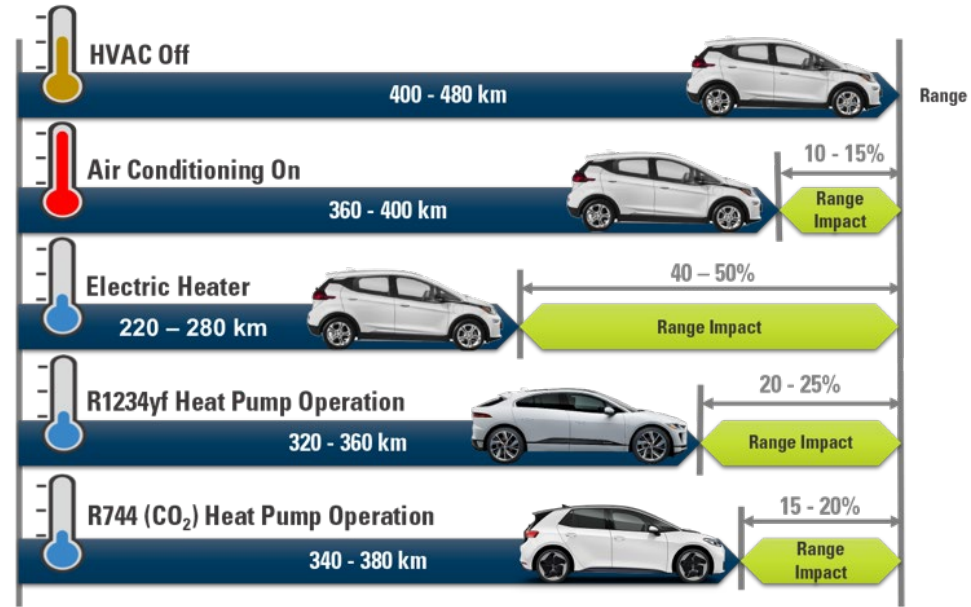 HVAC Off
400 - 480 km
Range
Air Conditioning On
360 - 400 km
10 - 15%
Range
Impact
Electric Heater
220 – 280 km
40 – 50%
Range Impact
R1234yf Heat Pump Operation
320 - 360 km
20 - 25%
Range Impact
R744 (CO₂) Heat Pump Operation
340 - 380 km
15 - 20%
Range
Impact